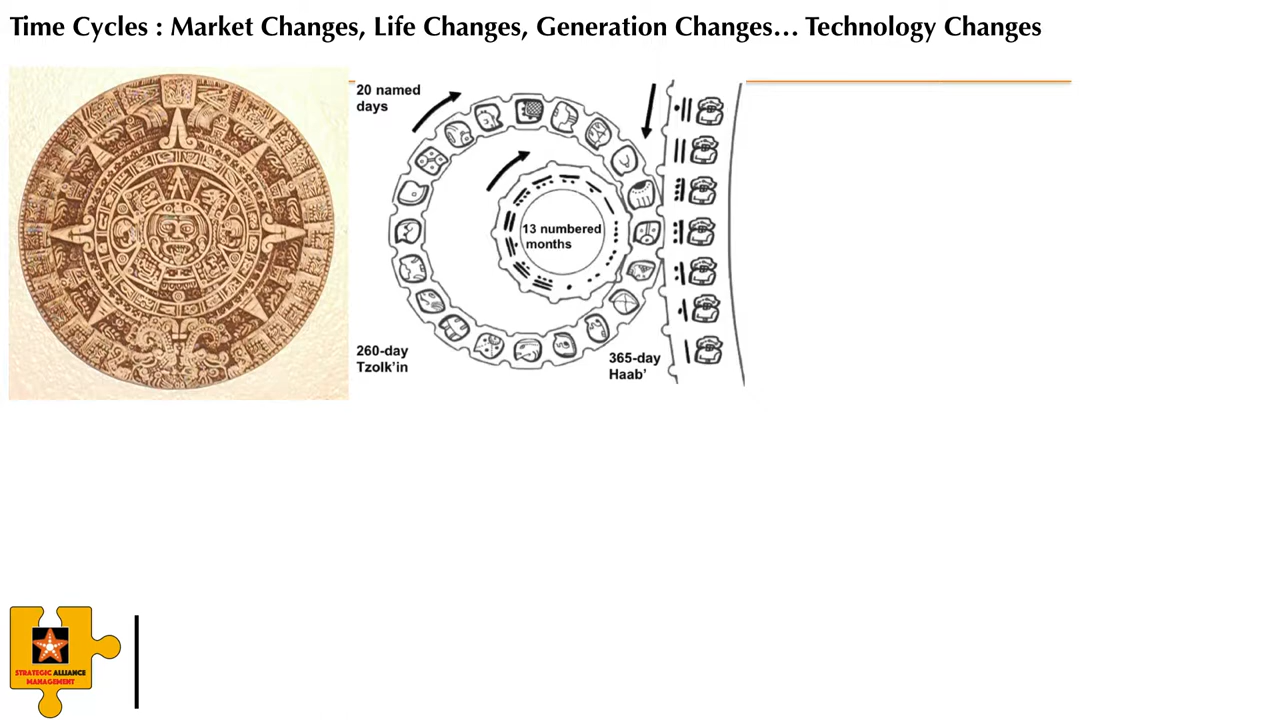 Time Cycles : Market Changes, Life Changes, Generation Changes... Technology Changes
20 named
days
13 numbered
months
260-day
Tzolk'in
365-day
Haab'
STRATEGIC ALLIANCE
MANAGEMENT